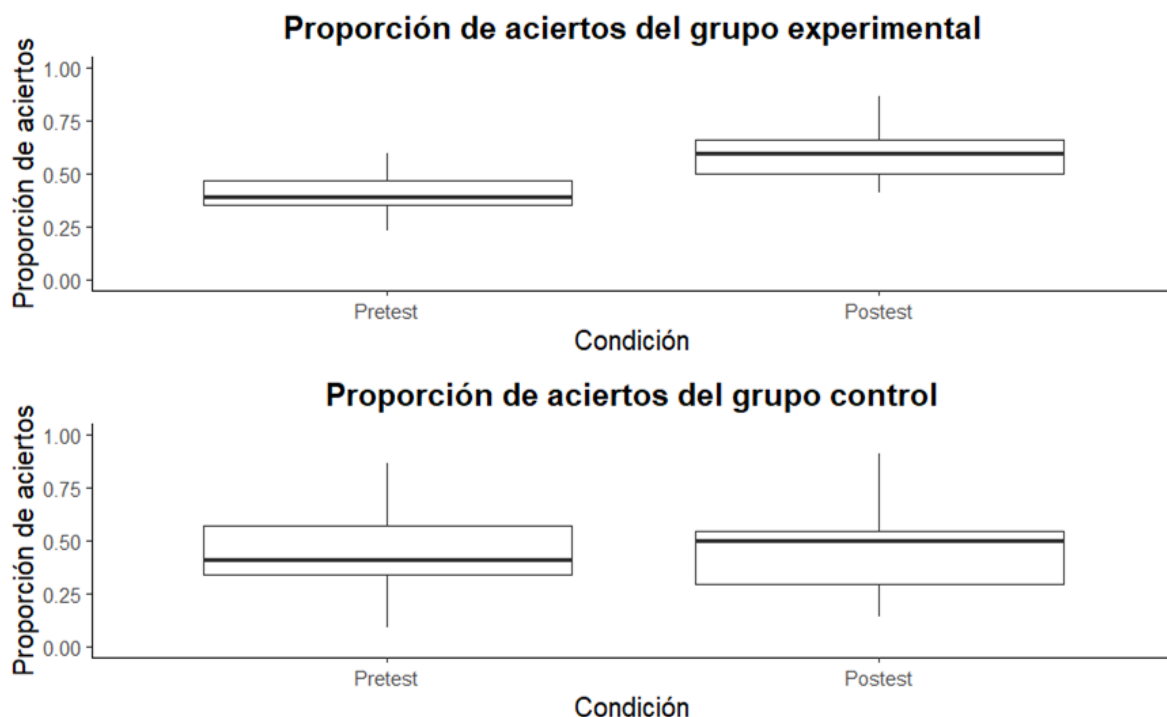 Proporción de aciertos del grupo experimental
Proporción de aciertos
1.00
0.75
0.50
0.25
0.00
Pretest Postest
Condición
Proporción de aciertos del grupo control
Proporción de aciertos
1.00
0.75
0.50
0.25
0.00
Pretest Postest
Condición